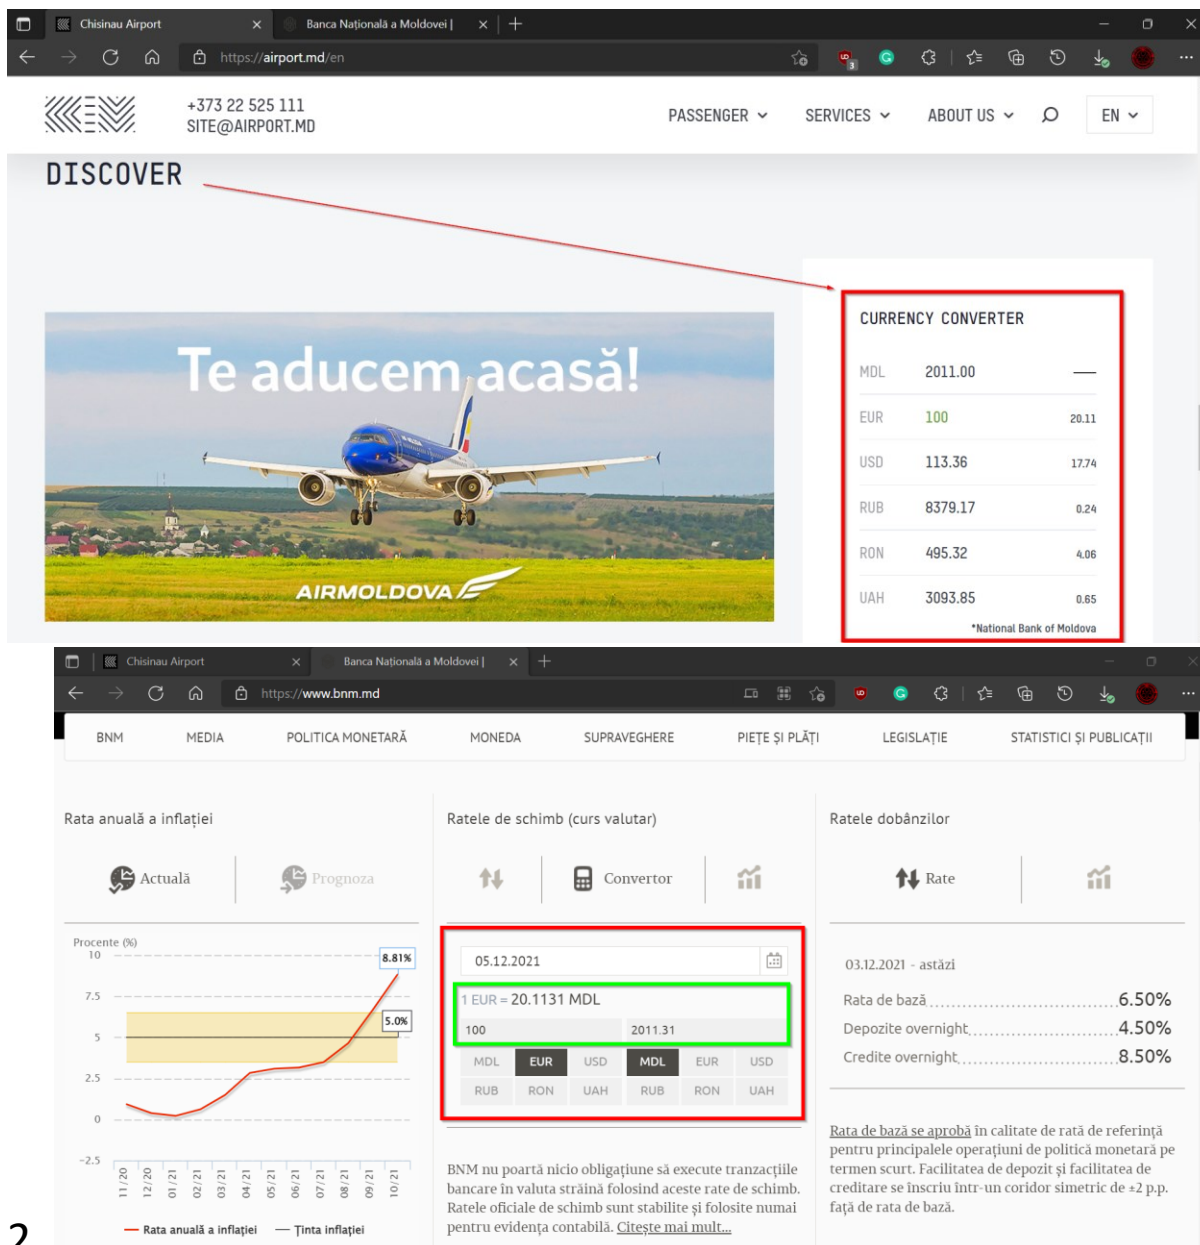 Chisinau Airport
Banca Națională a Moldovei |
https://airport.md/en
3
+373 22 525 111
SITE@AIRPORT.MD
PASSENGER
SERVICES
ABOUT US
EN
DISCOVER
Te aducem acasă!
AIR MOLDOVA
AIRMOLDOVA
CURRENCY CONVERTER
MDL 2011.00 —
EUR 100 20.11
USD 113.36 17.74
RUB 8379.17 0.24
RON 495.32 4.06
UAH 3093.85 0.65
*National Bank of Moldova
Chisinau Airport
Banca Națională a Moldovei |
https://www.bnm.md
BNM MEDIA POLITICA MONETARĂ MONEDA SUPRAVEGHERE PIEȚE ȘI PLĂȚI LEGISLAȚIE STATISTICI ȘI PUBLICAȚII
Rata anuală a inflației
Actuală
Prognoza
Procente (%)
10
7.5
5
2.5
0
−2.5
8.81%
5.0%
11/20 12/20 01/21 02/21 03/21 04/21 05/21 06/21 07/21 08/21 09/21 10/21
Rata anuală a inflației
Ținta inflației
Ratele de schimb (curs valutar)
Convertor
05.12.2021
1 EUR = 20.1131 MDL
100 2011.31
MDL EUR USD MDL EUR USD
RUB RON UAH RUB RON UAH
BNM nu poartă nicio obligațiune să execute tranzacțiile
bancare în valuta străină folosind aceste rate de schimb.
Ratele oficiale de schimb sunt stabilite și folosite numai
pentru evidența contabilă. Citește mai mult...
Ratele dobânzilor
Rate
03.12.2021 - astăzi
Rata de bază 6.50%
Depozite overnight 4.50%
Credite overnight 8.50%
Rata de bază se aprobă în calitate de rată de referință
pentru principalele operațiuni de politică monetară pe
termen scurt. Facilitatea de depozit și facilitatea de
creditare se înscriu într-un coridor simetric de ±2 p.p.
față de rata de bază.
2